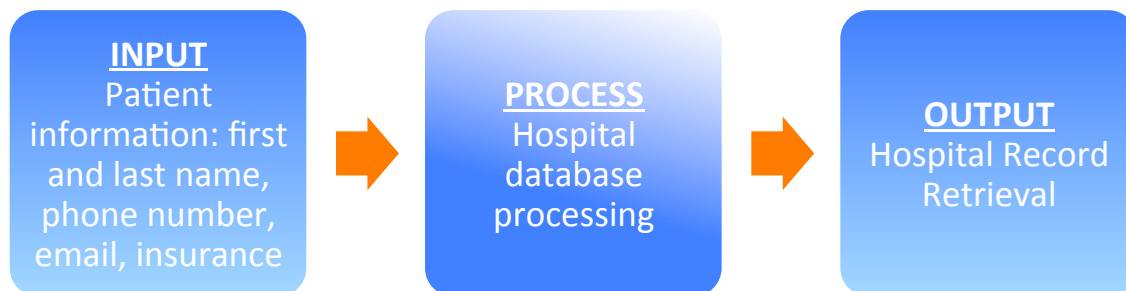 INPUT
Patient
information: first
and last name,
phone number,
email, insurance
PROCESS
Hospital
database
processing
OUTPUT
Hospital Record
Retrieval